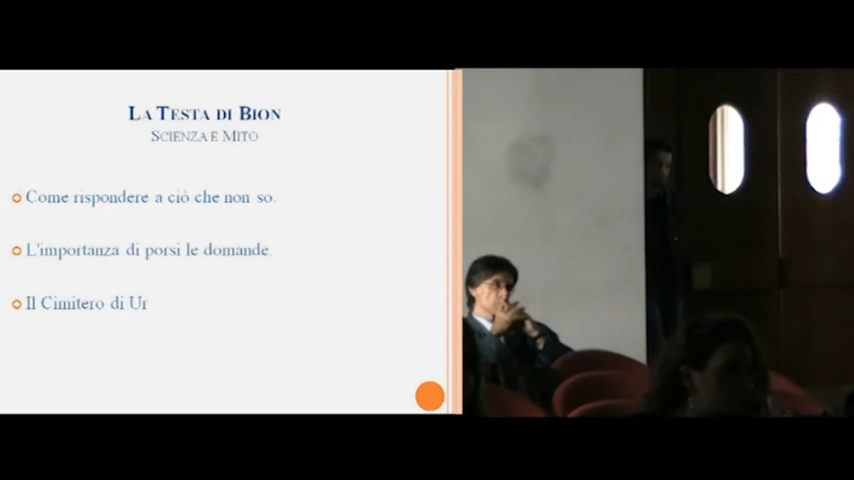 LA TESTA DI BION
SCIENZA E MITO
Come rispondere a ciò che non so.
L'importanza di porsi le domande.
Il Cimitero di Ur